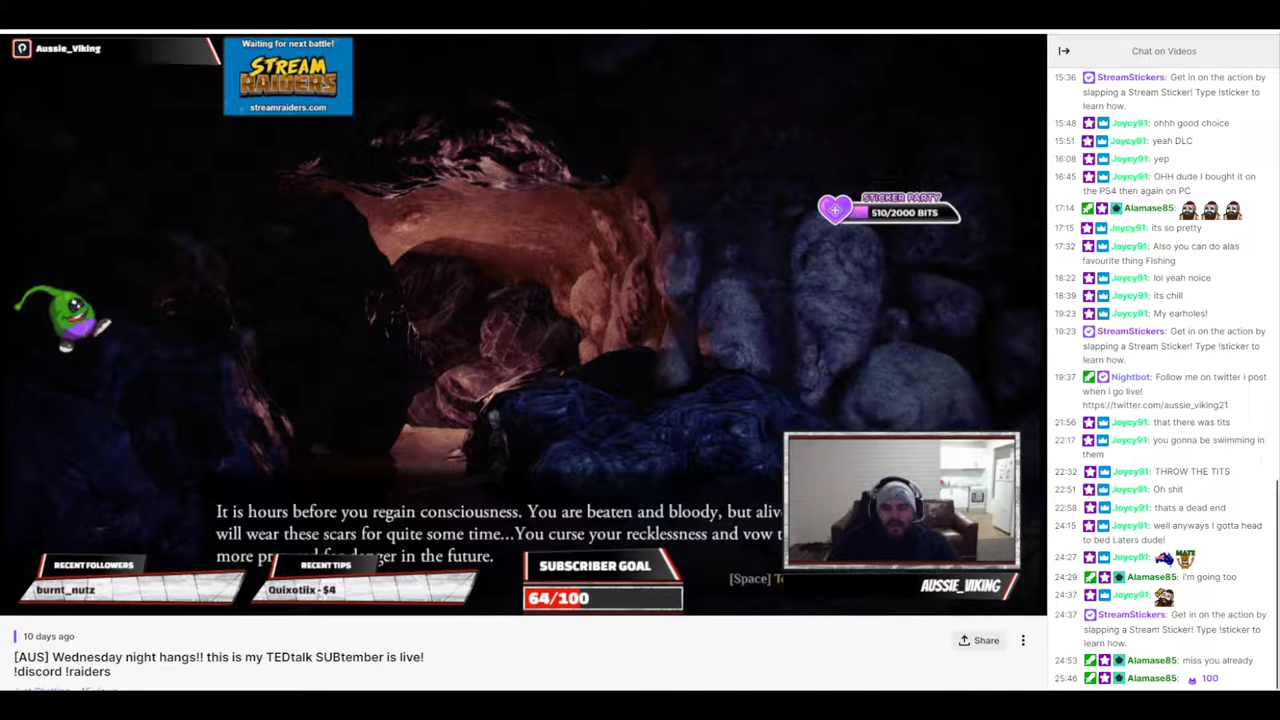 Aussie_Viking
Waiting for next battle!
STREAM
RAIDERS
streamraiders.com
STICKER PARTY
510/2000 BITS
It is hours before you regain consciousness. You are beaten and bloody, but aliv
will wear these scars for quite some time...You curse your recklessness and vow t
more pr for danger in the future.
[Space]
RECENT FOLLOWERS
burnt_nutz
RECENT TIPS
Quixotiix - $4
SUBSCRIBER GOAL
64/100
AUSSIE_VIKING
10 days ago
Share
[AUS] Wednesday night hangs!! this is my TEDtalk SUBtember is live!
!discord !raiders
Chat on Videos
15:36 StreamStickers: Get in on the action by
slapping a Stream Sticker! Type !sticker to
learn how.
15:48 Joycy91: ohhh good choice
15:51 Joycy91: yeah DLC
16:08 Joycy91: yep
16:45 Joycy91: OHH dude I bought it on
the PS4 then again on PC
17:14 Alamase85:
17:15 Joycy91: its so pretty
17:32 Joycy91: Also you can do alas
favourite thing Fishing
18:22 Joycy91: lol yeah noice
18:39 Joycy91: its chill
19:23 Joycy91: My earholes!
19:23 StreamStickers: Get in on the action by
slapping a Stream Sticker! Type !sticker to
learn how.
19:37 Nightbot: Follow me on twitter i post
when i go live!
https://twitter.com/aussie_viking21
21:56 Joycy91: that there was tits
22:17 Joycy91: you gonna be swimming in
them
22:32 Joycy91: THROW THE TITS
22:51 Joycy91: Oh shit
22:58 Joycy91: thats a dead end
24:15 Joycy91: well anyways I gotta head
to bed Laters dude!
24:27 Joycy91: MATE
24:29 Alamase85: i'm going too
24:37 Joycy91:
24:37 StreamStickers: Get in on the action by
slapping a Stream Sticker! Type !sticker to
learn how.
24:53 Alamase85: miss you already
25:46 Alamase85: 100